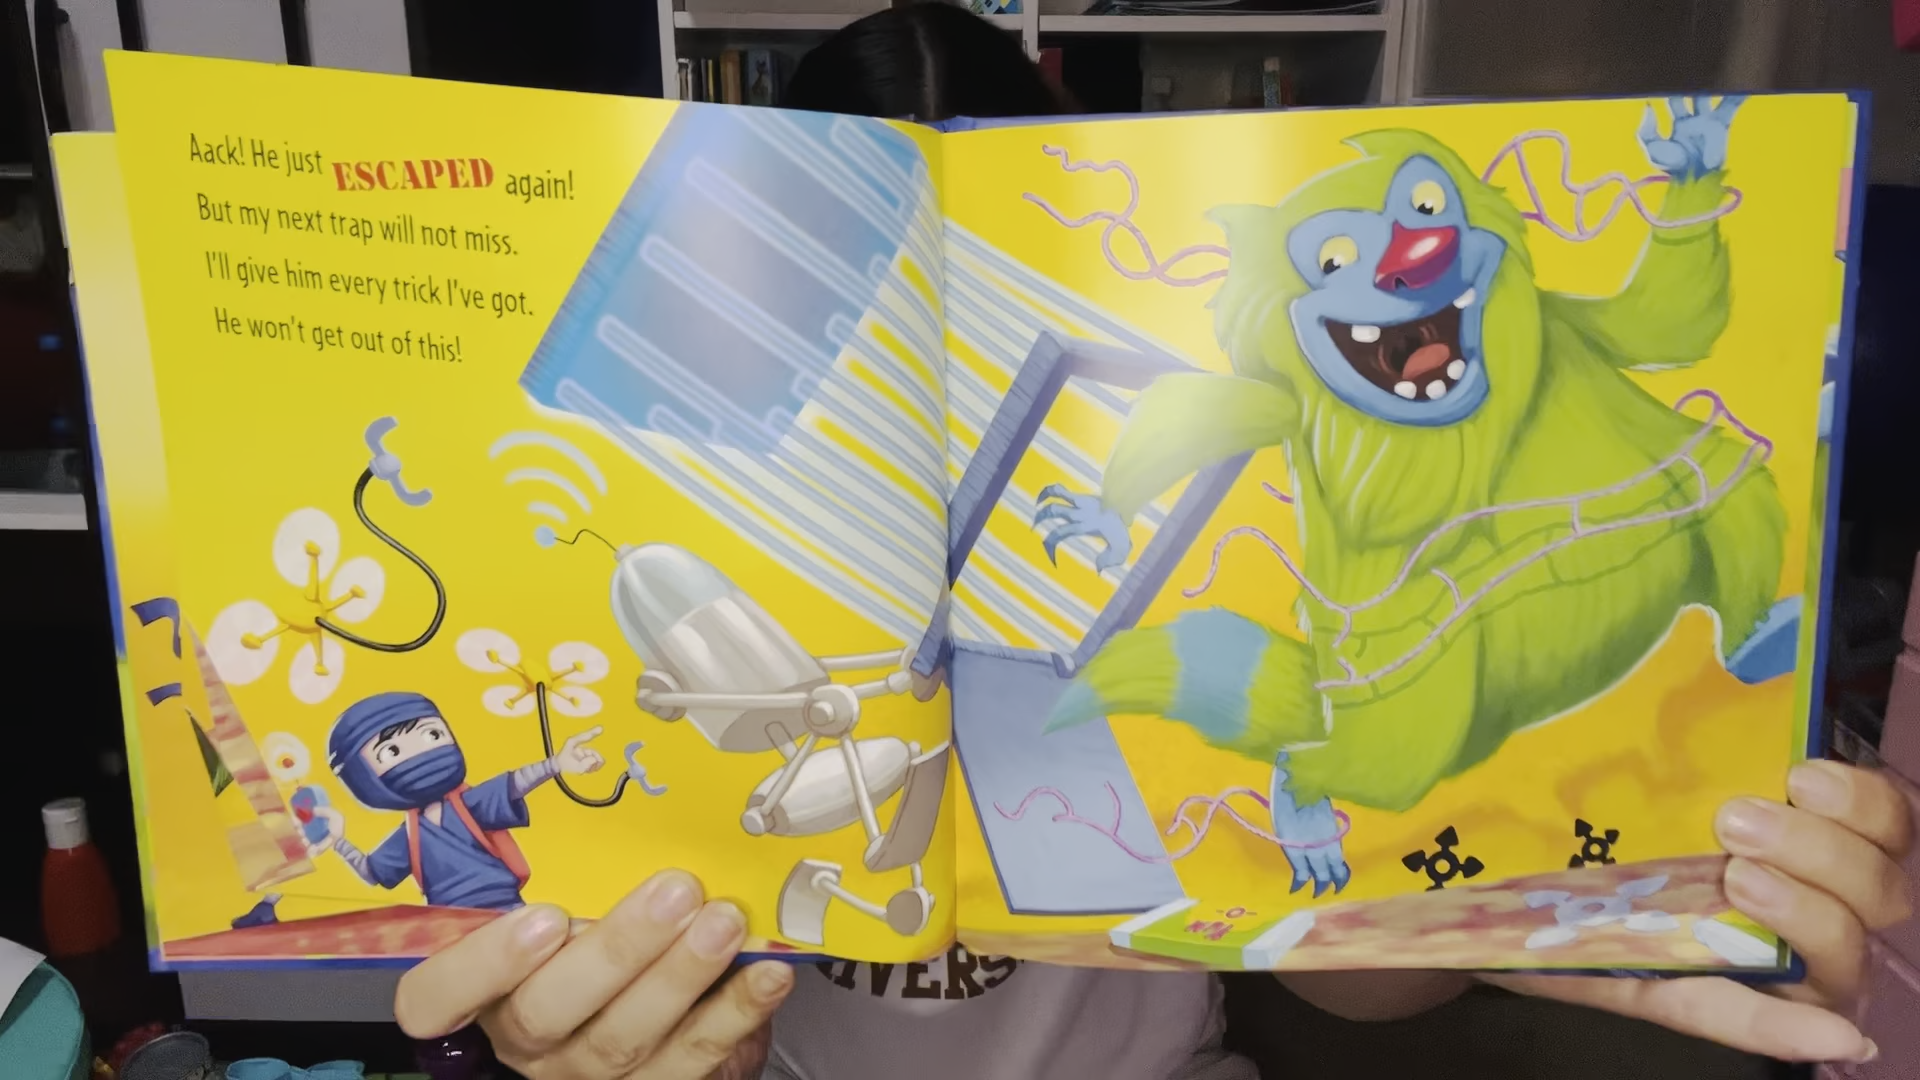 Aack! He just ESCAPED again!
But my next trap will not miss.
I'll give him every trick I've got.
He won't get out of this!